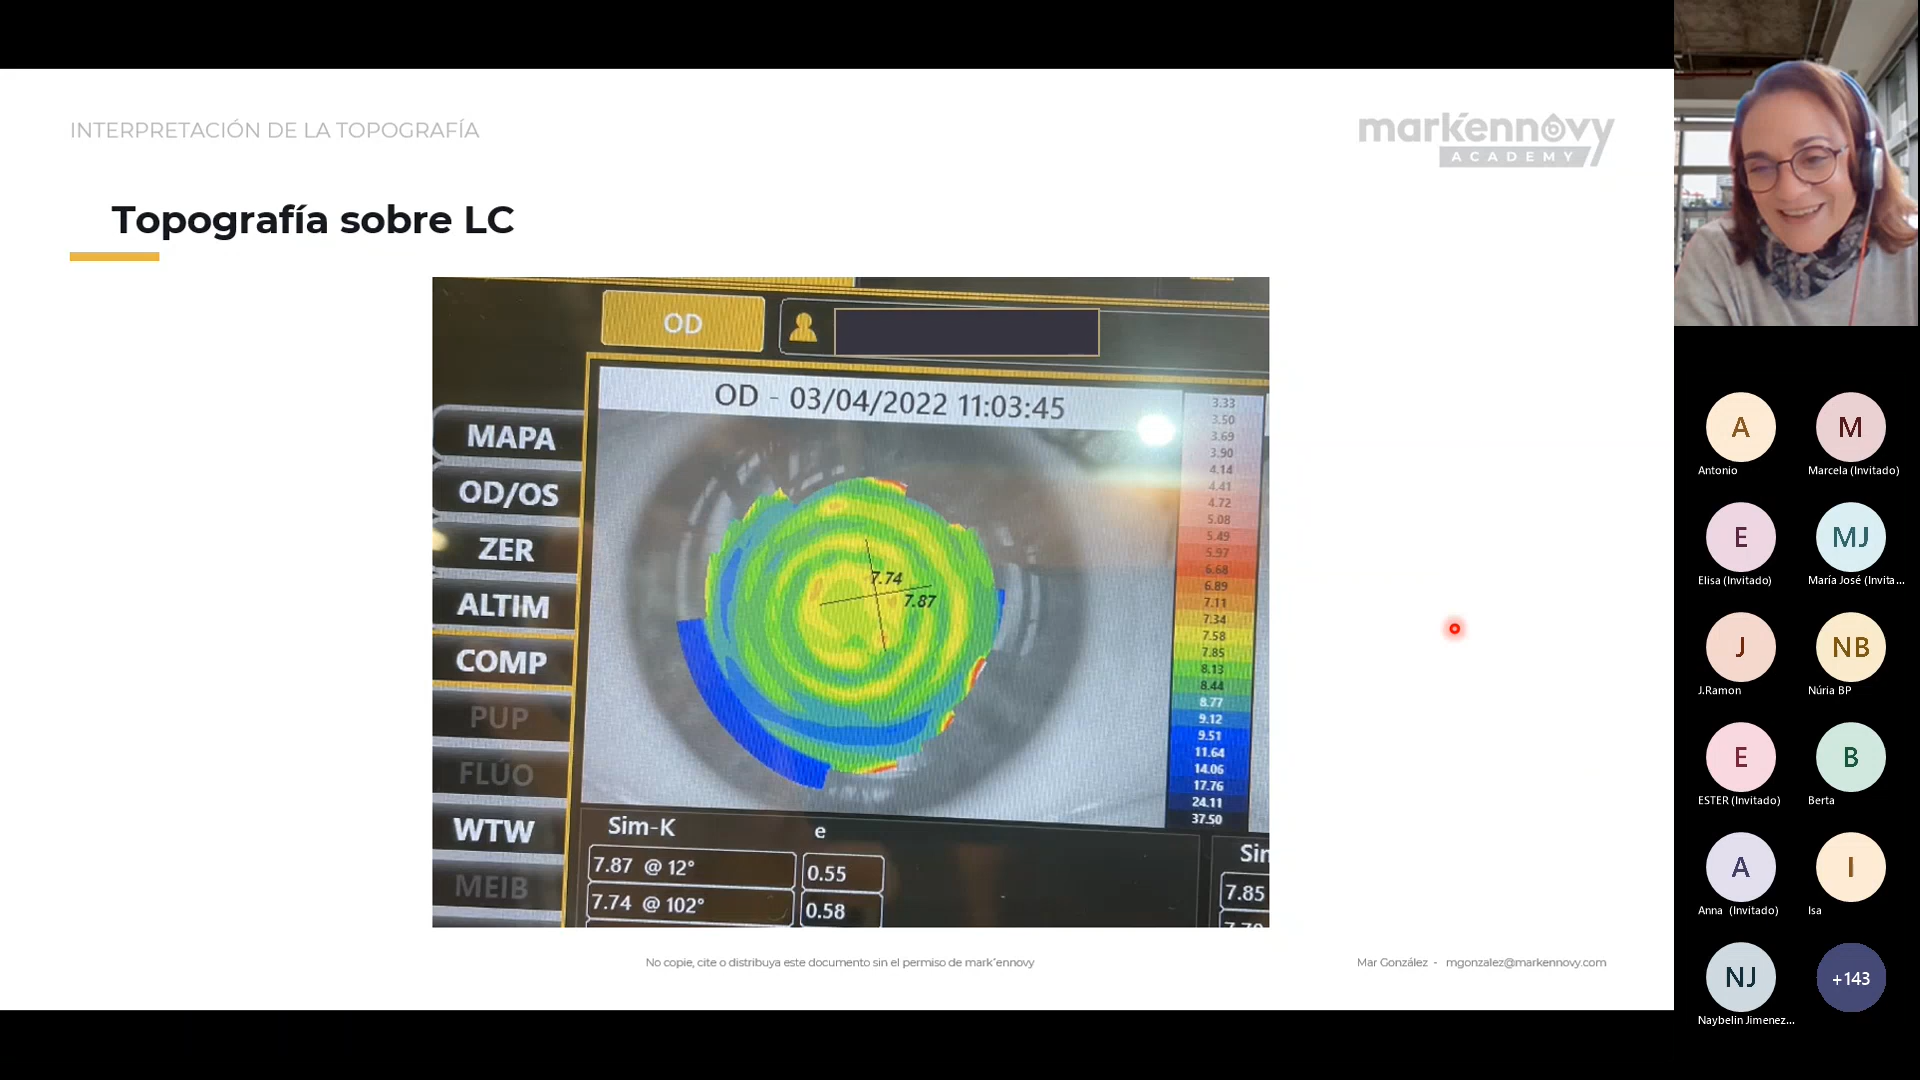 INTERPRETACIÓN DE LA TOPOGRAFÍA
mark'ennovy
ACADEMY
Topografía sobre LC
OD
OD - 03/04/2022 11:03:45
MAPA
OD/OS
ZER
ALTIM
COMP
PUP
FLÚO
WTW
MEIB
7.74
7.87
3.33
3.50
3.69
3.90
4.14
4.41
4.72
5.08
5.49
5.97
6.68
6.89
7.11
7.34
7.58
7.85
8.13
8.44
8.77
9.12
9.51
11.64
14.06
17.76
24.11
37.50
Sim-K e
7.87 @ 12° 0.55
7.74 @ 102° 0.58
Sim
7.85
No copie, cite o distribuya este documento sin el permiso de mark'ennovy
Mar González - mgonzalez@markennovy.com
A
Antonio
M
Marcela (Invitado)
E
Elisa (Invitado)
MJ
María José (Invita...
J
J.Ramon
NB
Núria BP
E
ESTER (Invitado)
B
Berta
A
Anna (Invitado)
I
Isa
NJ
Naybelin Jimenez...
+143